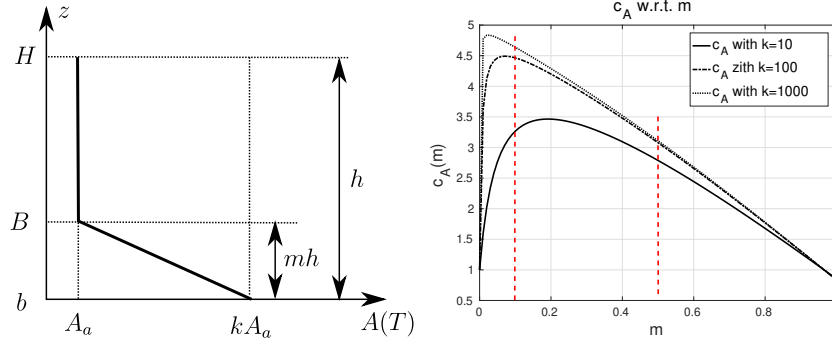 z
H
h
B
mh
b
A_a
kA_a
A(T)
c_A w.r.t. m
c_A with k=10
c_A zith k=100
c_A with k=1000
c_A(m)
5
4.5
4
3.5
3
2.5
2
1.5
1
0.5
0
0.2
0.4
0.6
0.8
m